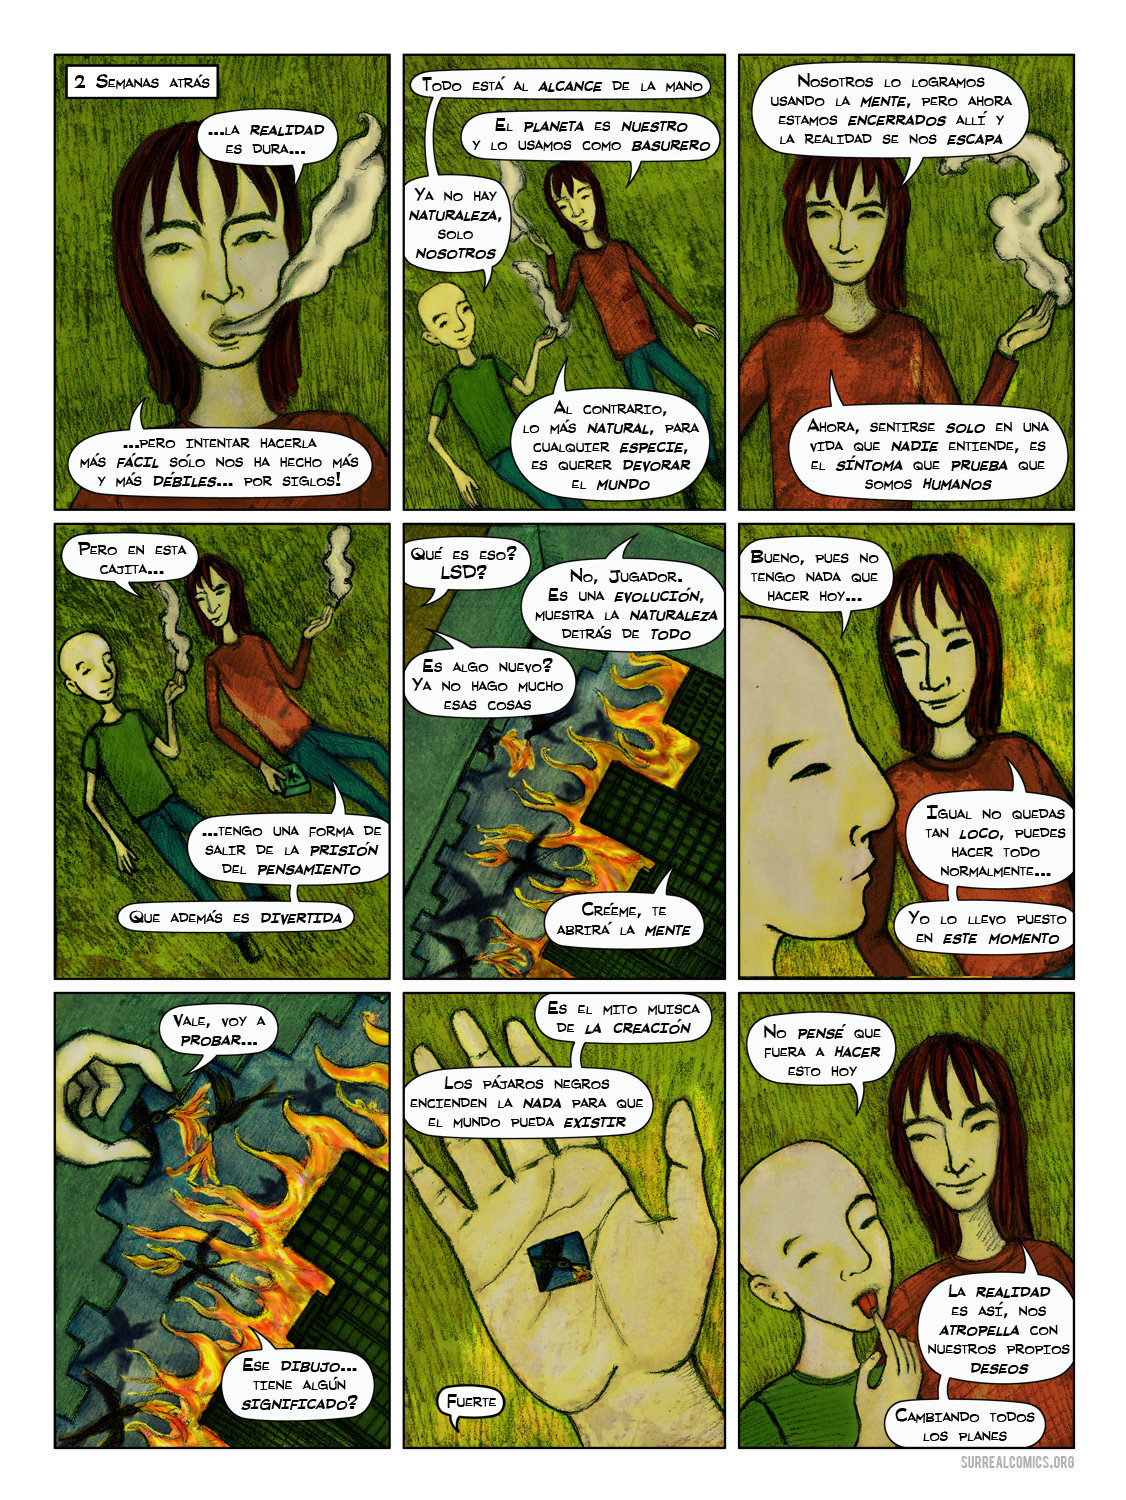 2 Semanas atrás
...la realidad
es dura...
...pero intentar hacerla
más fácil sólo nos ha hecho más
y más débiles... por siglos!
Todo está al alcance de la mano
El planeta es nuestro
y lo usamos como basurero
Ya no hay
naturaleza,
solo
nosotros
Al contrario,
lo más natural, para
cualquier especie,
es querer devorar
el mundo
Nosotros lo logramos
usando la mente, pero ahora
estamos encerrados allí y
la realidad se nos escapa
Ahora, sentirse solo en una
vida que nadie entiende, es
el síntoma que prueba que
somos humanos
Pero en esta
cajita...
...tengo una forma de
salir de la prisión
del pensamiento
Que además es divertida
Qué es eso?
LSD?
No, Jugador.
Es una evolución,
muestra la naturaleza
detrás de todo
Es algo nuevo?
Ya no hago mucho
esas cosas
Créeme, te
abrirá la mente
Bueno, pues no
tengo nada que
hacer hoy...
Igual no quedas
tan loco, puedes
hacer todo
normalmente...
Yo lo llevo puesto
en este momento
Vale, voy a
probar...
Ese dibujo...
tiene algún
significado?
Es el mito muisca
de la creación
Los pájaros negros
encienden la nada para que
el mundo pueda existir
Fuerte
No pensé que
fuera a hacer
esto hoy
La realidad
es así, nos
atropella con
nuestros propios
deseos
Cambiando todos
los planes
SURREALCOMICS.ORG